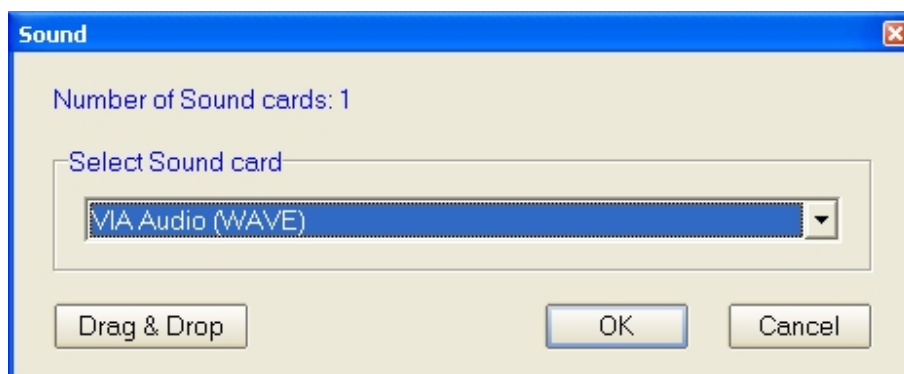 Sound
Number of Sound cards: 1
Select Sound card
VIA Audio (WAVE)
Drag & Drop
OK
Cancel